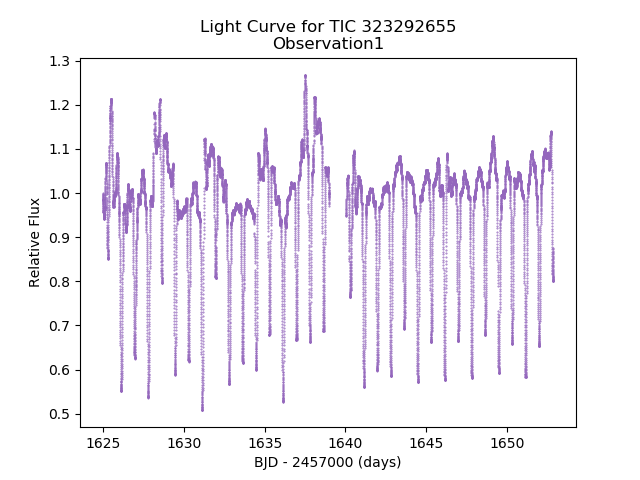 Light Curve for TIC 323292655
Observation1
1.3
1.2
1.1
1.0
0.9
0.8
0.7
0.6
0.5
Relative Flux
1625 1630 1635 1640 1645 1650
BJD - 2457000 (days)